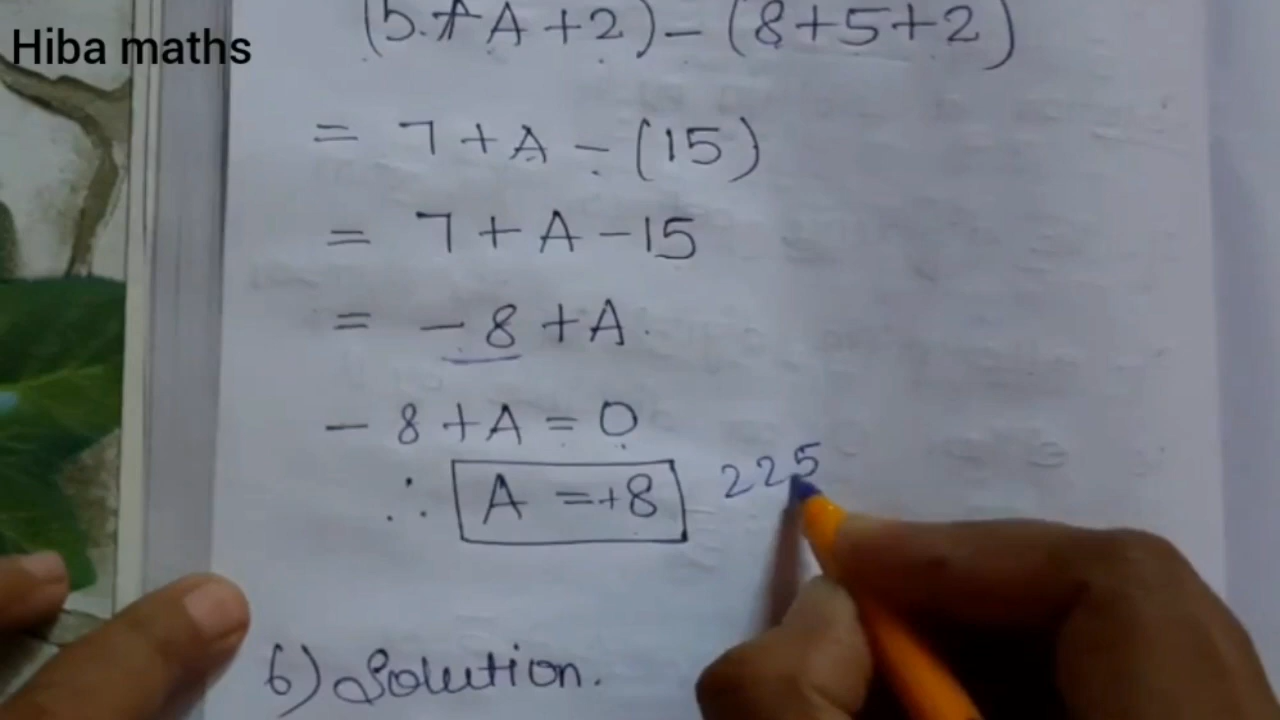 Hiba maths
(5+A+2)-(8+5+2)
= 7+A-(15)
= 7+A-15
= -8+A.
-8+A=0
∴ A =+8 225
6) Solution.